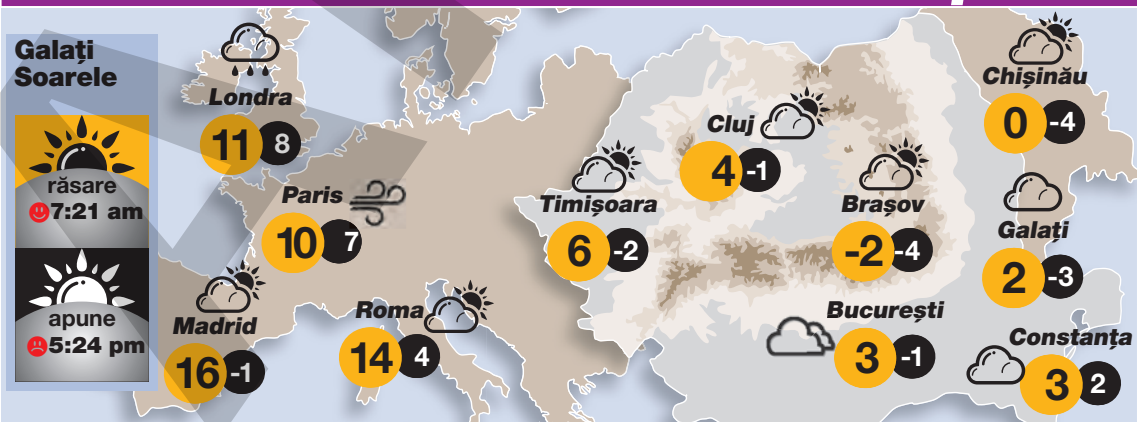 Galați
Soarele
răsare
7:21 am
apune
5:24 pm
Londra
11 8
Paris
10 7
Madrid
16 -1
Roma
14 4
Timișoara
6 -2
Cluj
4 -1
Brașov
-2 -4
București
3 -1
Chișinău
0 -4
Galați
2 -3
Constanța
3 2